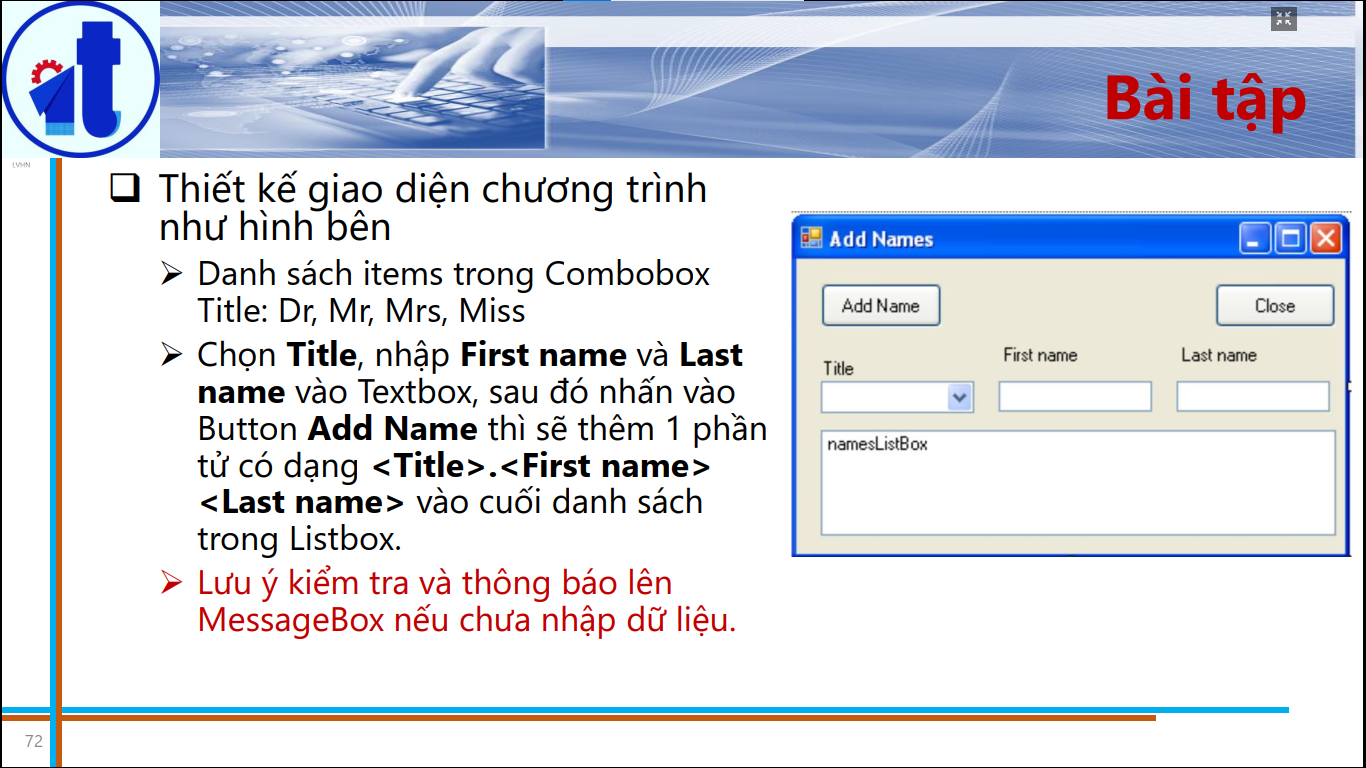 Bài tập
LVHN
Thiết kế giao diện chương trình
như hình bên
Danh sách items trong Combobox
Title: Dr, Mr, Mrs, Miss
Chọn Title, nhập First name và Last
name vào Textbox, sau đó nhấn vào
Button Add Name thì sẽ thêm 1 phần
tử có dạng <Title>.<First name>
<Last name> vào cuối danh sách
trong Listbox.
Lưu ý kiểm tra và thông báo lên
MessageBox nếu chưa nhập dữ liệu.
Add Names
Add Name
Close
Title
First name
Last name
namesListBox
72